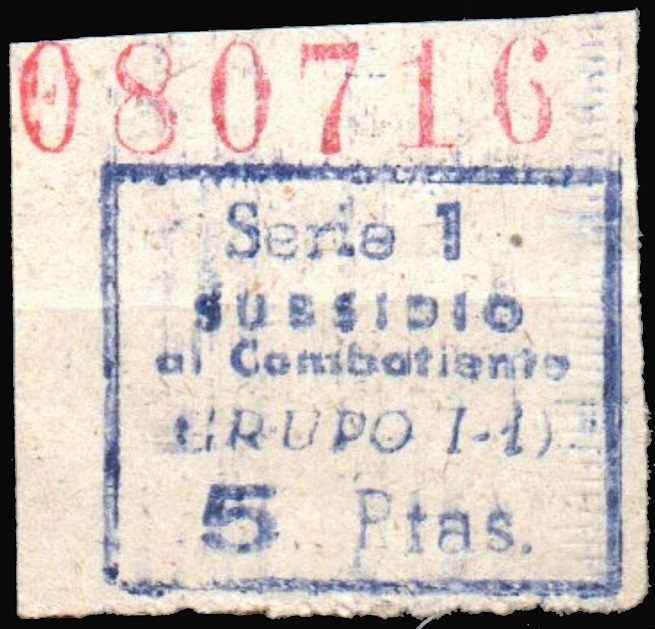 080716
Serie 1
SUBSIDIO
al Combatiente
GRUPO I-1)
5 Ptas.